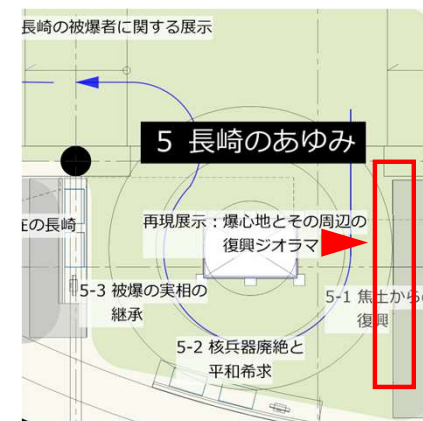 長崎の被爆者に関する展示
5 長崎のあゆみ
在の長崎
再現展示：爆心地とその周辺の
復興ジオラマ
5-3 被爆の実相の
継承
5-1 焦土からの
復興
5-2 核兵器廃絶と
平和希求